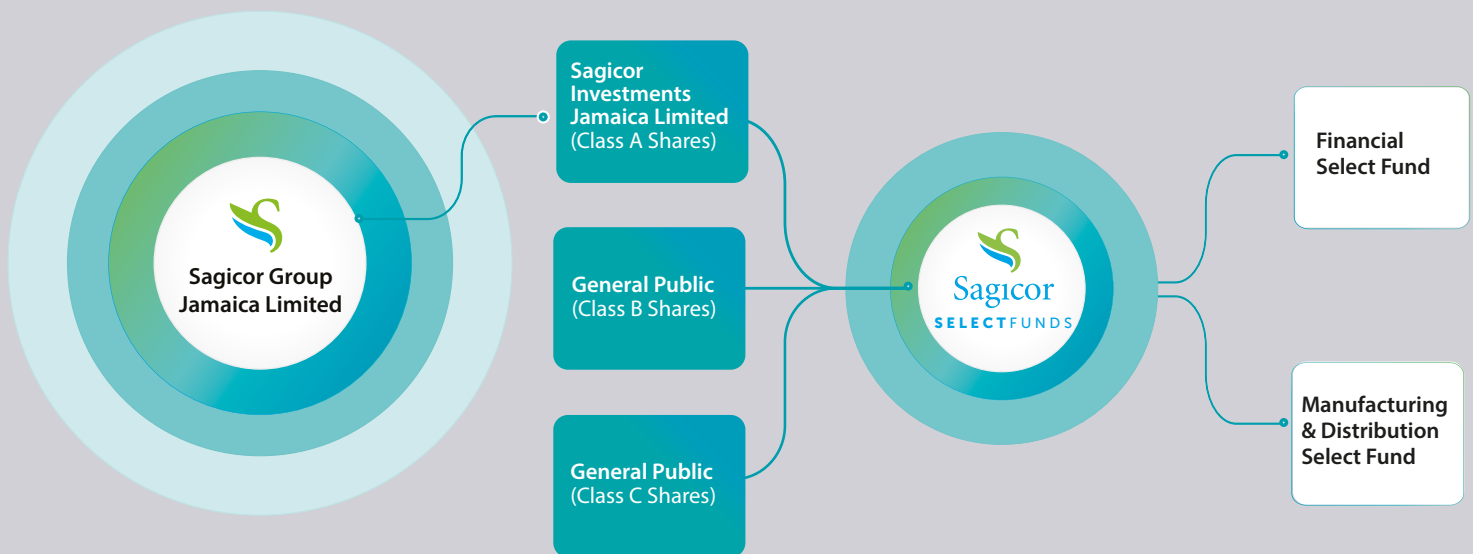 Sagicor Group
Jamaica Limited
Sagicor
Investments
Jamaica Limited
(Class A Shares)
General Public
(Class B Shares)
General Public
(Class C Shares)
Sagicor
SELECTFUNDS
Financial
Select Fund
Manufacturing
& Distribution
Select Fund